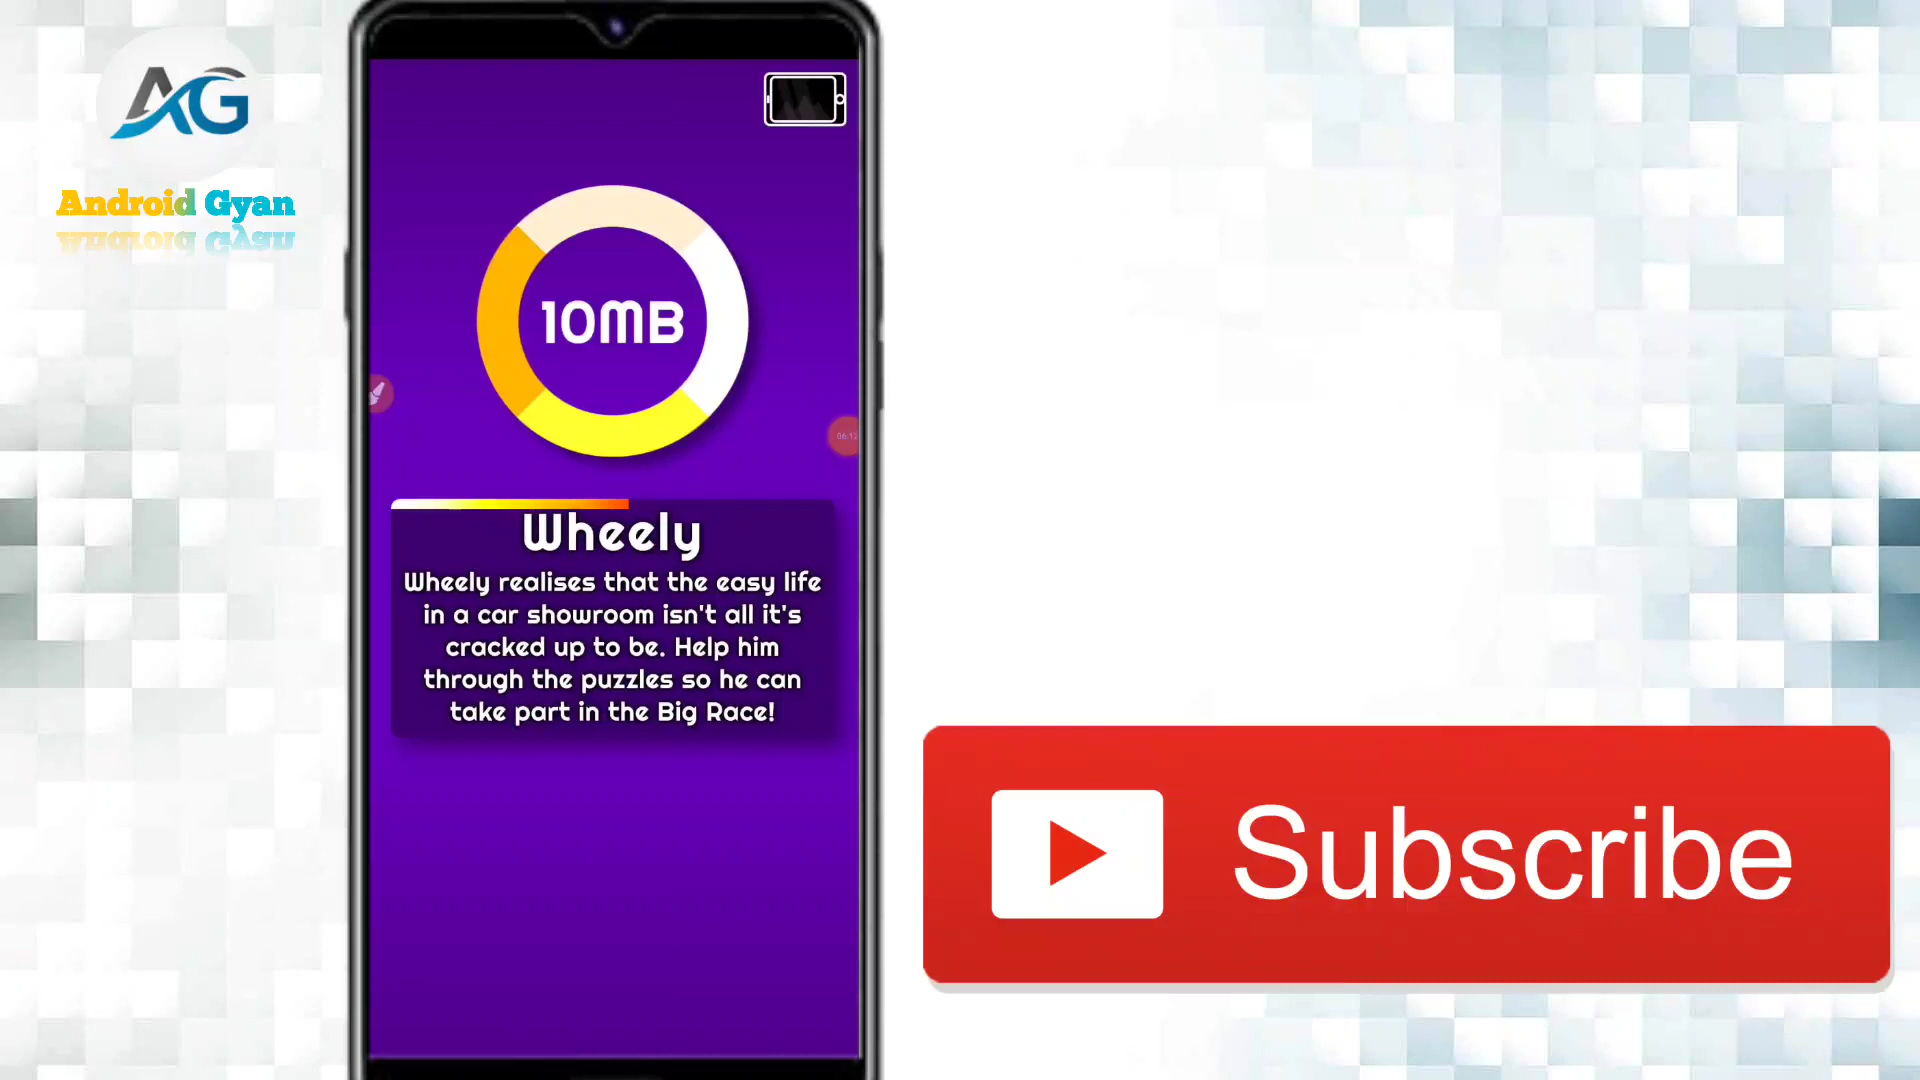 AG
Android Gyan
10MB
Wheely
Wheely realises that the easy life
in a car showroom isn't all it's
cracked up to be. Help him
through the puzzles so he can
take part in the Big Race!
Subscribe